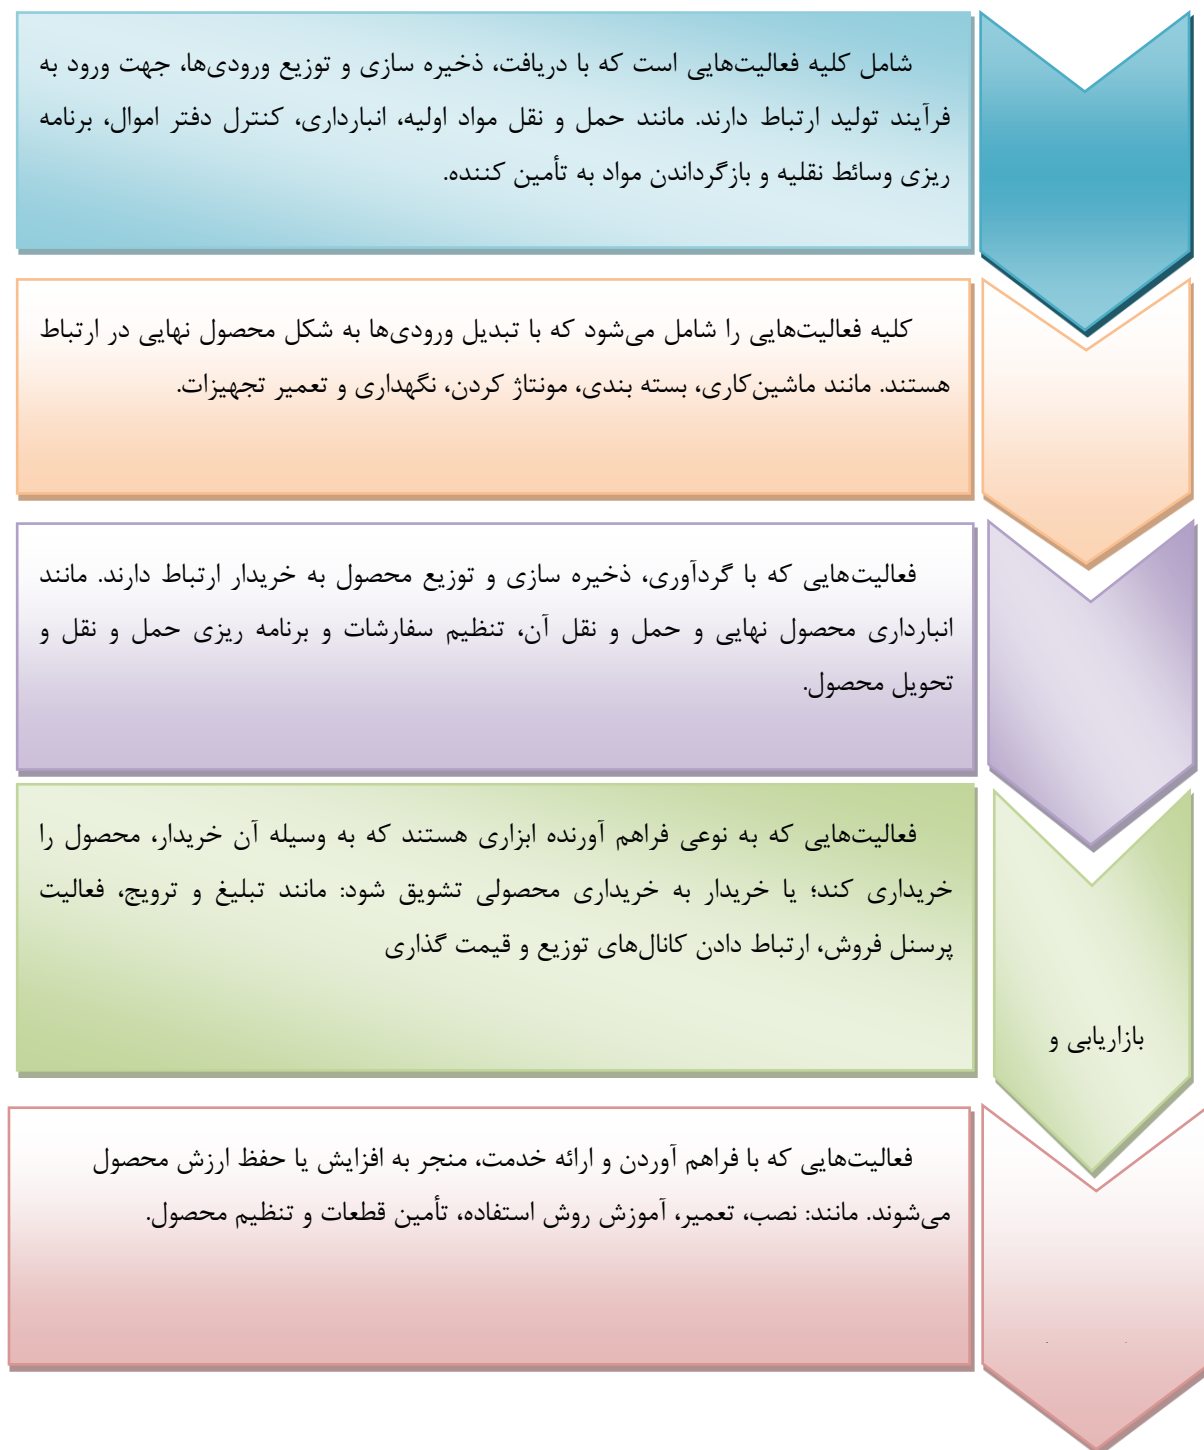 شامل کلیه فعالیت‌هایی است که با دریافت، ذخیره سازی و توزیع ورودی‌ها، جهت ورود به
فرآیند تولید ارتباط دارند. مانند حمل و نقل مواد اولیه، انبارداری، کنترل دفتر اموال، برنامه
ریزی وسائط نقلیه و بازگرداندن مواد به تأمین کننده.
کلیه فعالیت‌هایی را شامل می‌شود که با تبدیل ورودی‌ها به شکل محصول نهایی در ارتباط
هستند. مانند ماشین‌کاری، بسته بندی، مونتاژ کردن، نگهداری و تعمیر تجهیزات.
فعالیت‌هایی که با گردآوری، ذخیره سازی و توزیع محصول به خریدار ارتباط دارند. مانند
انبارداری محصول نهایی و حمل و نقل آن، تنظیم سفارشات و برنامه ریزی حمل و نقل و
تحویل محصول.
فعالیت‌هایی که به نوعی فراهم آورنده ابزاری هستند که به وسیله آن خریدار، محصول را
خریداری کند؛ یا خریدار به خریداری محصولی تشویق شود: مانند تبلیغ و ترویج، فعالیت
پرسنل فروش، ارتباط دادن کانال‌های توزیع و قیمت گذاری
بازاریابی و
فعالیت‌هایی که با فراهم آوردن و ارائه خدمت، منجر به افزایش یا حفظ ارزش محصول
می‌شوند. مانند: نصب، تعمیر، آموزش روش استفاده، تأمین قطعات و تنظیم محصول.